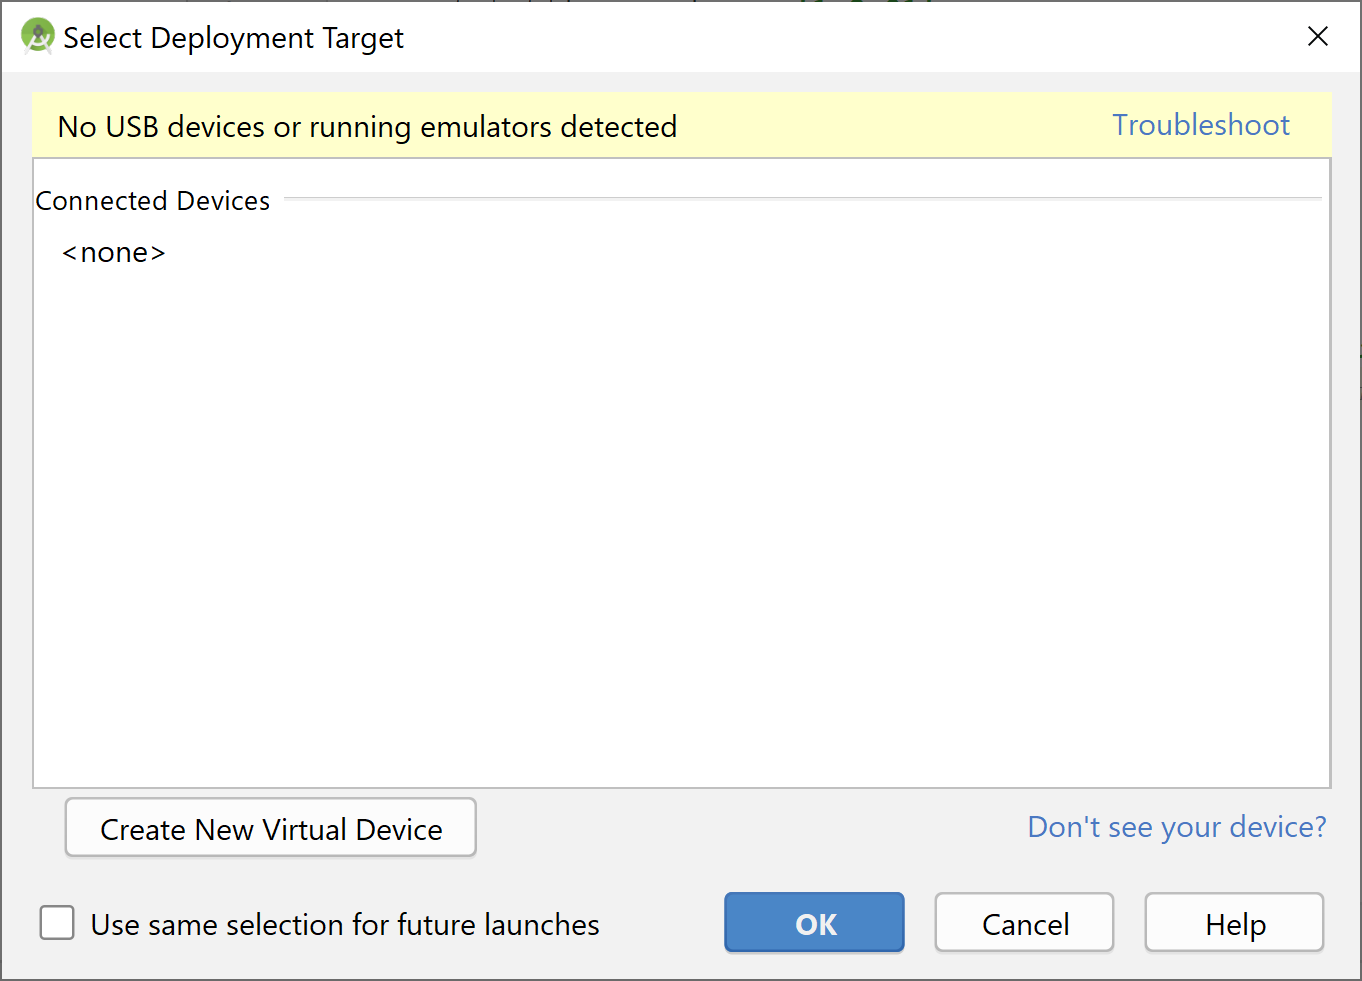 Select Deployment Target
No USB devices or running emulators detected
Troubleshoot
Connected Devices
<none>
Create New Virtual Device
Don't see your device?
Use same selection for future launches
OK
Cancel
Help